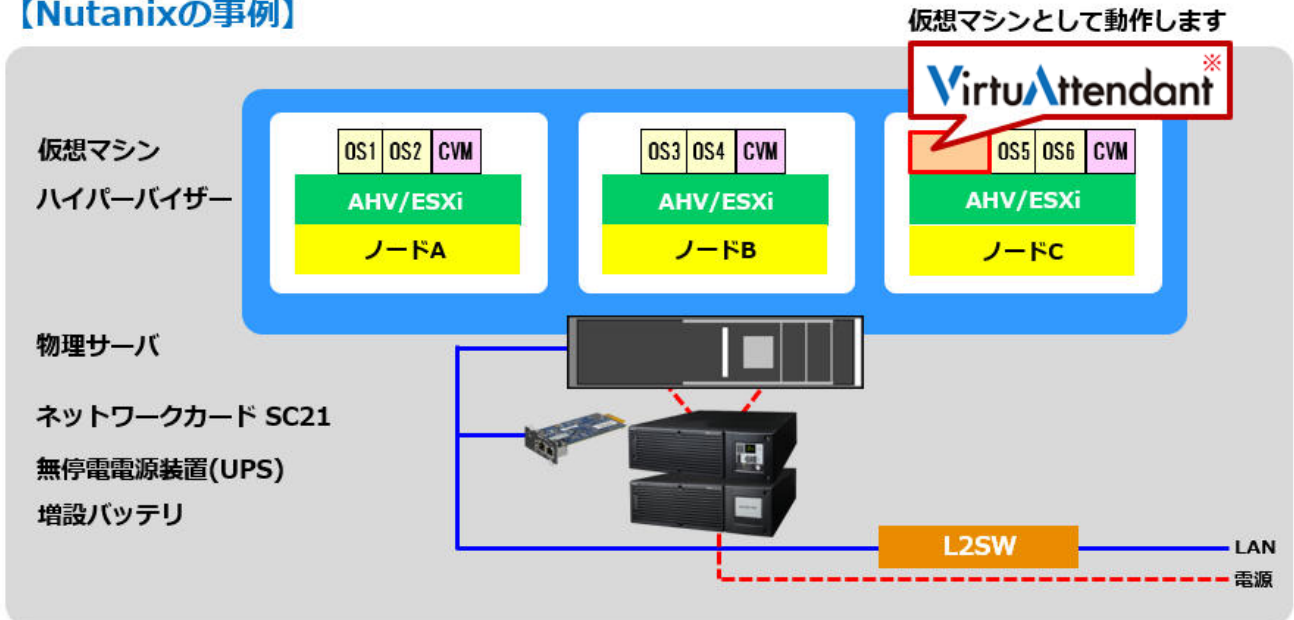 【Nutanixの事例】
仮想マシンとして動作します
VirtuAttendant※
仮想マシン
OS1 OS2 CVM
OS3 OS4 CVM
OS5 OS6 CVM
ハイパーバイザー
AHV/ESXi
AHV/ESXi
AHV/ESXi
ノードA
ノードB
ノードC
物理サーバ
ネットワークカード SC21
無停電電源装置(UPS)
増設バッテリ
L2SW
LAN
電源